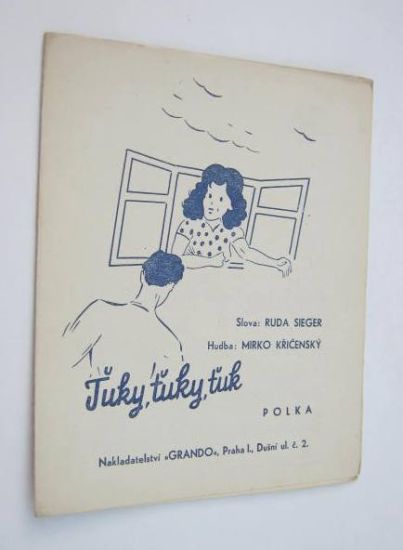 Slova: RUDA SIEGER
Hudba: MIRKO KŘIČENSKÝ
Ťuky, ťuky, ťuk
POLKA
Nakladatelství »GRANDO«, Praha I., Dušní ul. č. 2.